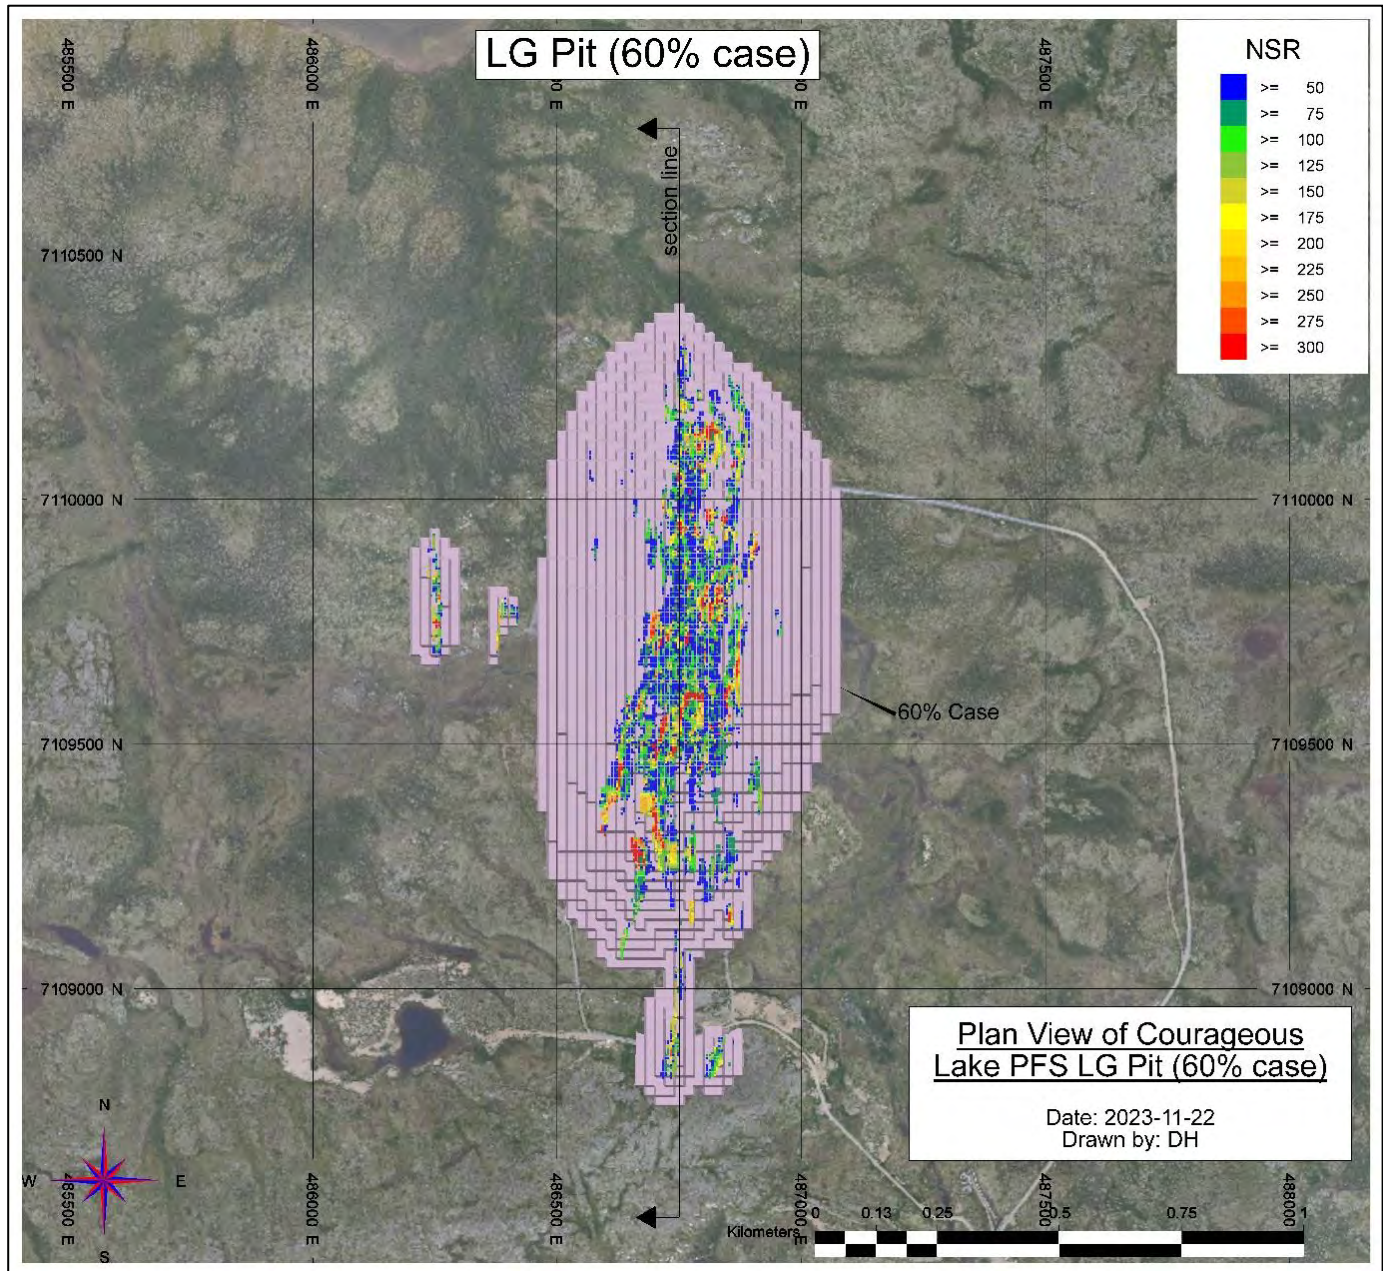 LG Pit (60% case)
485500 E
486000 E
0 E
00 E
487500 E
NSR
>= 50
>= 75
>= 100
>= 125
>= 150
>= 175
>= 200
>= 225
>= 250
>= 275
>= 300
section line
7110500 N
7110000 N
7110000 N
60% Case
7109500 N
7109500 N
7109000 N
7109000 N
Plan View of Courageous
Lake PFS LG Pit (60% case)
Date: 2023-11-22
Drawn by: DH
N
W
E
S
485500 E
486000 E
486500 E
487000 E
487500 E
488000 E
Kilometers
0 0.13 0.25 0.5 0.75 1